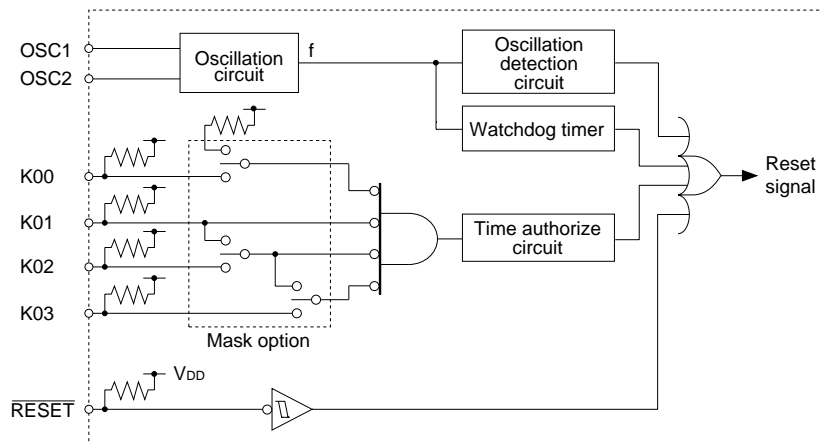 OSC1
OSC2
Oscillation
circuit
f
Oscillation
detection
circuit
Watchdog timer
Reset
signal
K00
K01
K02
K03
Time authorize
circuit
Mask option
VDD
RESET